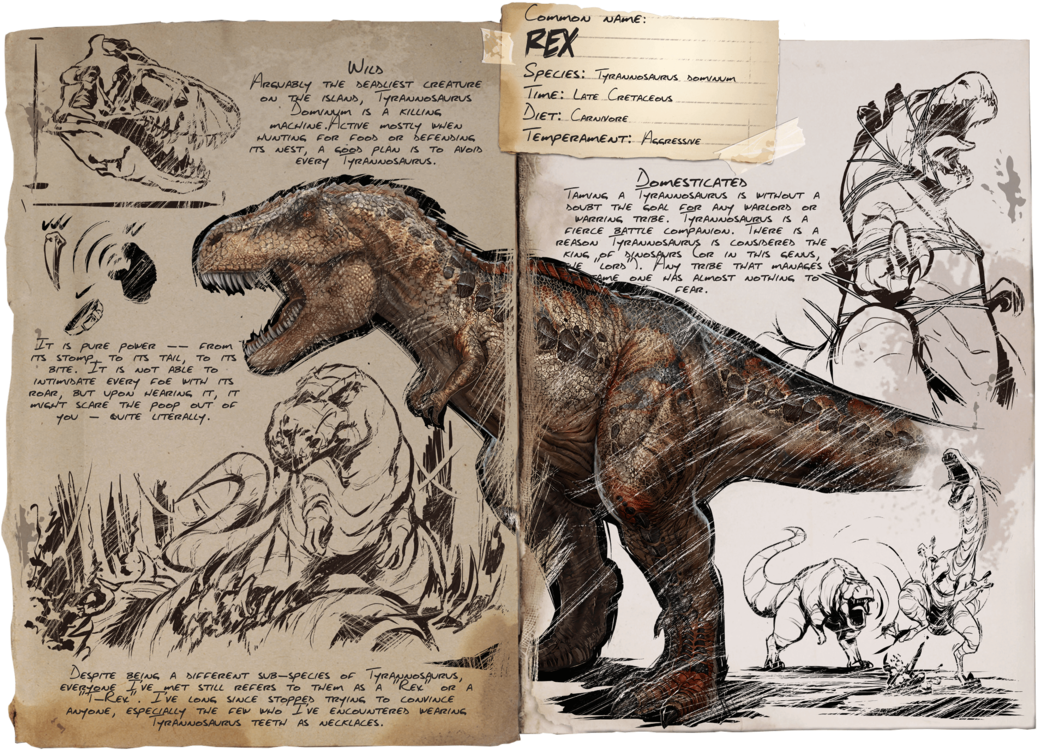 Common name:
Rex
Species: Tyrannosaurus dominum
Time: Late Cretaceous
Diet: Carnivore
Temperament: Aggressive
Wild
Arguably the deadliest creature
on the island, Tyrannosaurus
Dominum is a killing
machine. Active mostly when
hunting for food or defending
its nest, a good plan is to avoid
every Tyrannosaurus.
It is pure power -- from
its stomp, to its tail, to its
bite. It is not able to
intimidate every foe with its
roar, but upon hearing it, it
might scare the poop out of
you – quite literally.
Despite being a different sub-species of Tyrannosaurus,
everyone I've met still refers to them as a "Rex" or a
"T-Rex". I've long since stopped trying to convince
anyone, especially the few who I've encountered wearing
Tyrannosaurus teeth as necklaces.
Domesticated
Taming a Tyrannosaurus is without a
doubt the goal for any warlord or
warring tribe. Tyrannosaurus is a
fierce battle companion. There is a
reason Tyrannosaurus is considered the
"king" of dinosaurs (or in this genus,
the "lord"). Any tribe that manages
one has almost nothing to
fear.